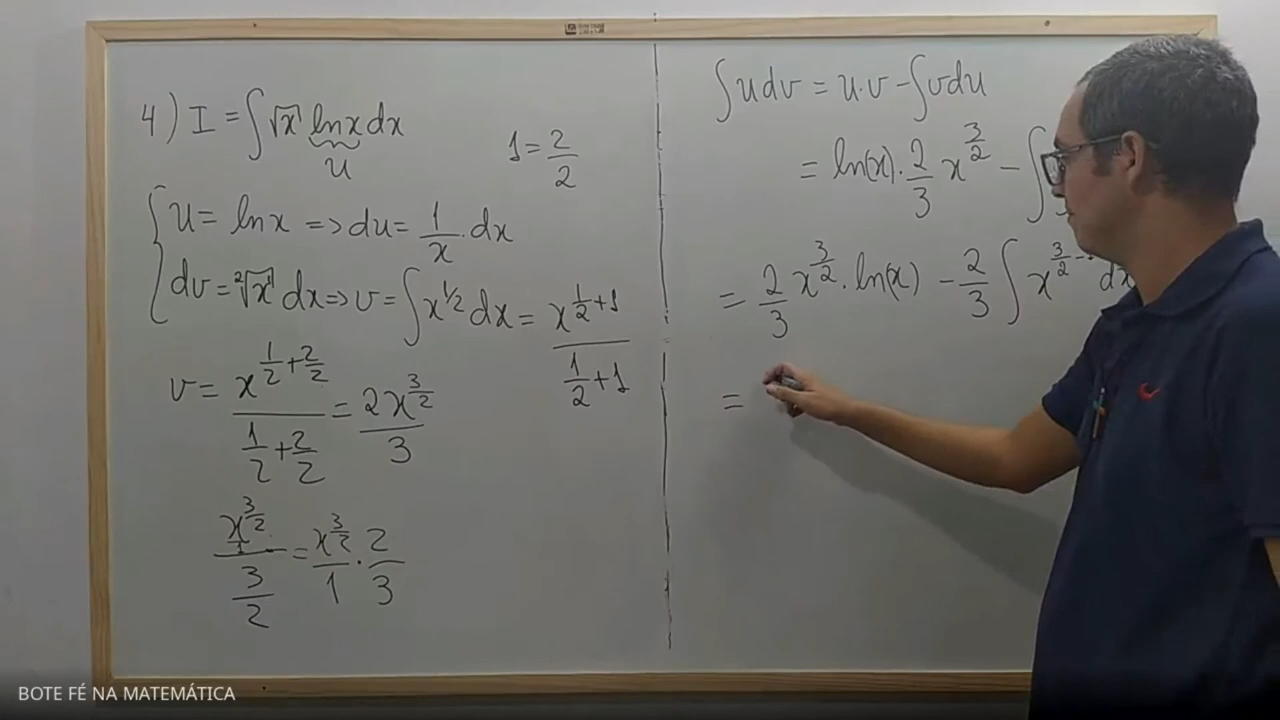 4) I = ∫ √x ln x dx
u
1 = 2/2
{ u = ln x => du = 1/x · dx
dv = ²√x dx => v = ∫ x^1/2 dx = x^(1/2+1) / (1/2+1)
v = x^(1/2+2/2) / (1/2+2/2) = 2x^(3/2) / 3
(x^(3/2) / 1) / (3/2) = x^(3/2) / 1 · 2/3
∫ u dv = u·v - ∫ v du
= ln(x) · 2/3 x^(3/2) - ∫
= 2/3 x^(3/2) · ln(x) - 2/3 ∫ x^(3/2 - dx
=
BOTE FÉ NA MATEMÁTICA